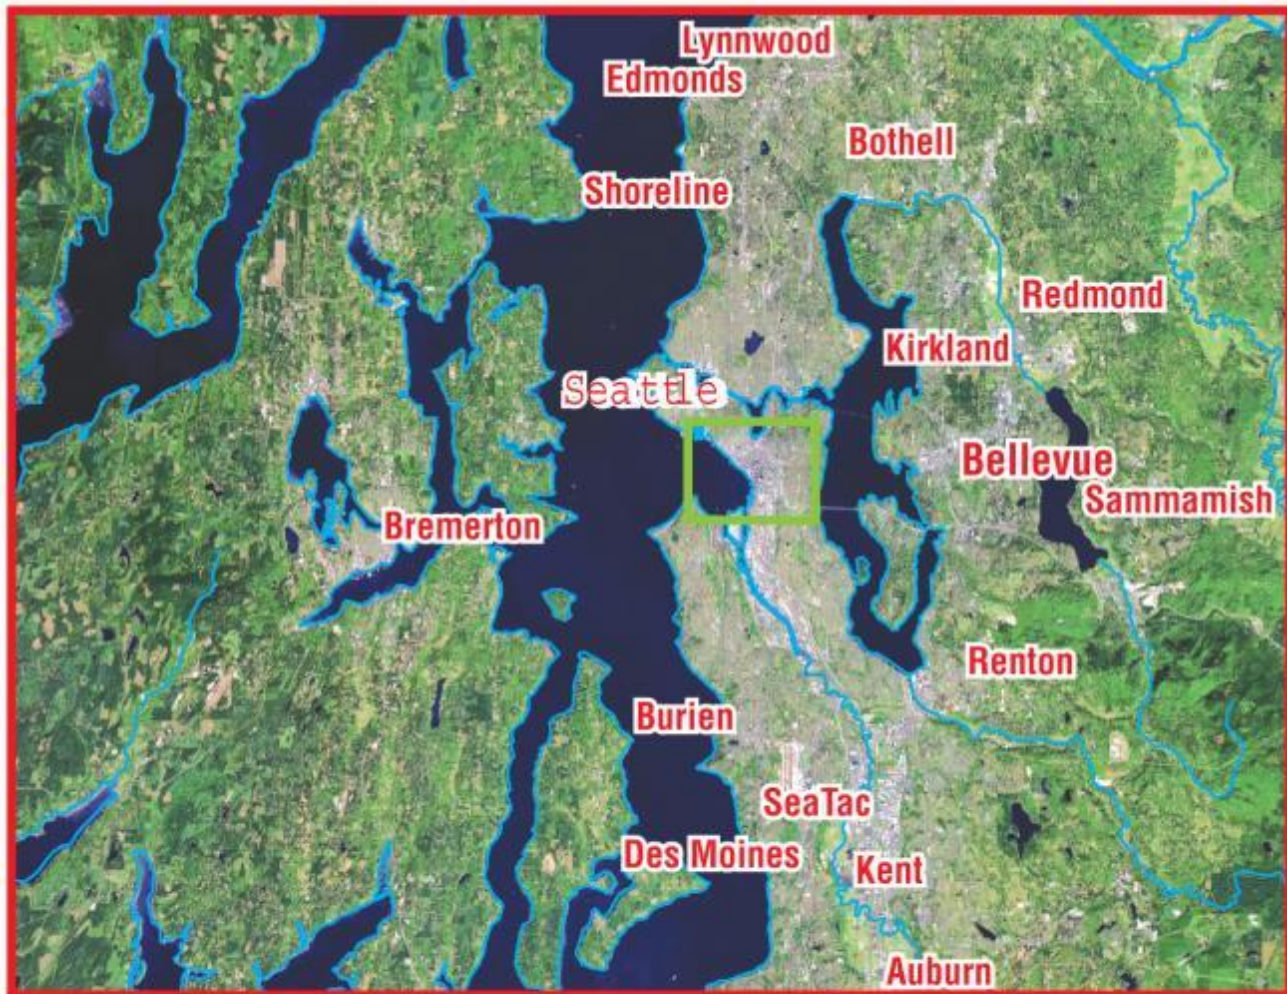 Lynnwood
Edmonds
Bothell
Shoreline
Redmond
Kirkland
Seattle
Bellevue
Sammamish
Bremerton
Renton
Burien
SeaTac
Des Moines
Kent
Auburn